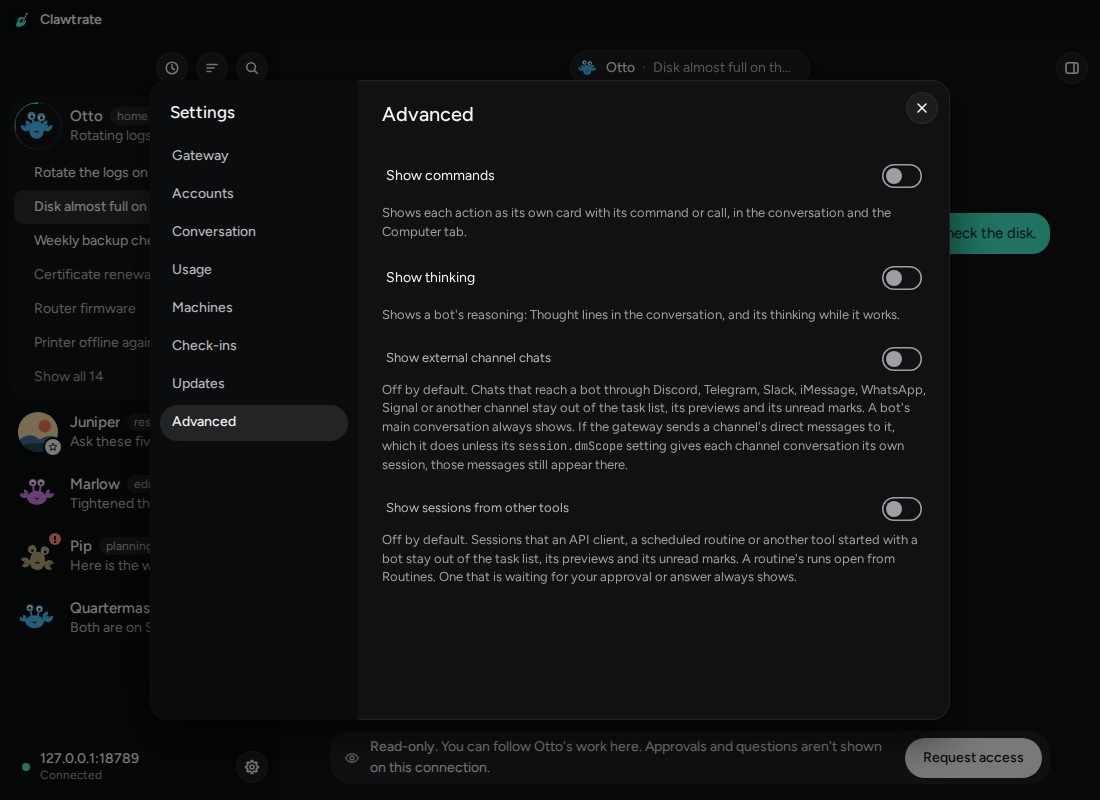 Clawtrate
Otto · Disk almost full on th...
Otto home
Rotating logs
Rotate the logs on
Disk almost full on
Weekly backup che
Certificate renewa
Router firmware
Printer offline again
Show all 14
Juniper res
Ask these fiv
Marlow edi
Tightened th
Pip planning
Here is the w
Quartermas
Both are on S
127.0.0.1:18789
Connected
Settings
Gateway
Accounts
Conversation
Usage
Machines
Check-ins
Updates
Advanced
Advanced
Show commands
Shows each action as its own card with its command or call, in the conversation and the
Computer tab.
Show thinking
Shows a bot's reasoning: Thought lines in the conversation, and its thinking while it works.
Show external channel chats
Off by default. Chats that reach a bot through Discord, Telegram, Slack, iMessage, WhatsApp,
Signal or another channel stay out of the task list, its previews and its unread marks. A bot's
main conversation always shows. If the gateway sends a channel's direct messages to it,
which it does unless its session.dmScope setting gives each channel conversation its own
session, those messages still appear there.
Show sessions from other tools
Off by default. Sessions that an API client, a scheduled routine or another tool started with a
bot stay out of the task list, its previews and its unread marks. A routine's runs open from
Routines. One that is waiting for your approval or answer always shows.
heck the disk.
Read-only. You can follow Otto's work here. Approvals and questions aren't shown
on this connection.
Request access